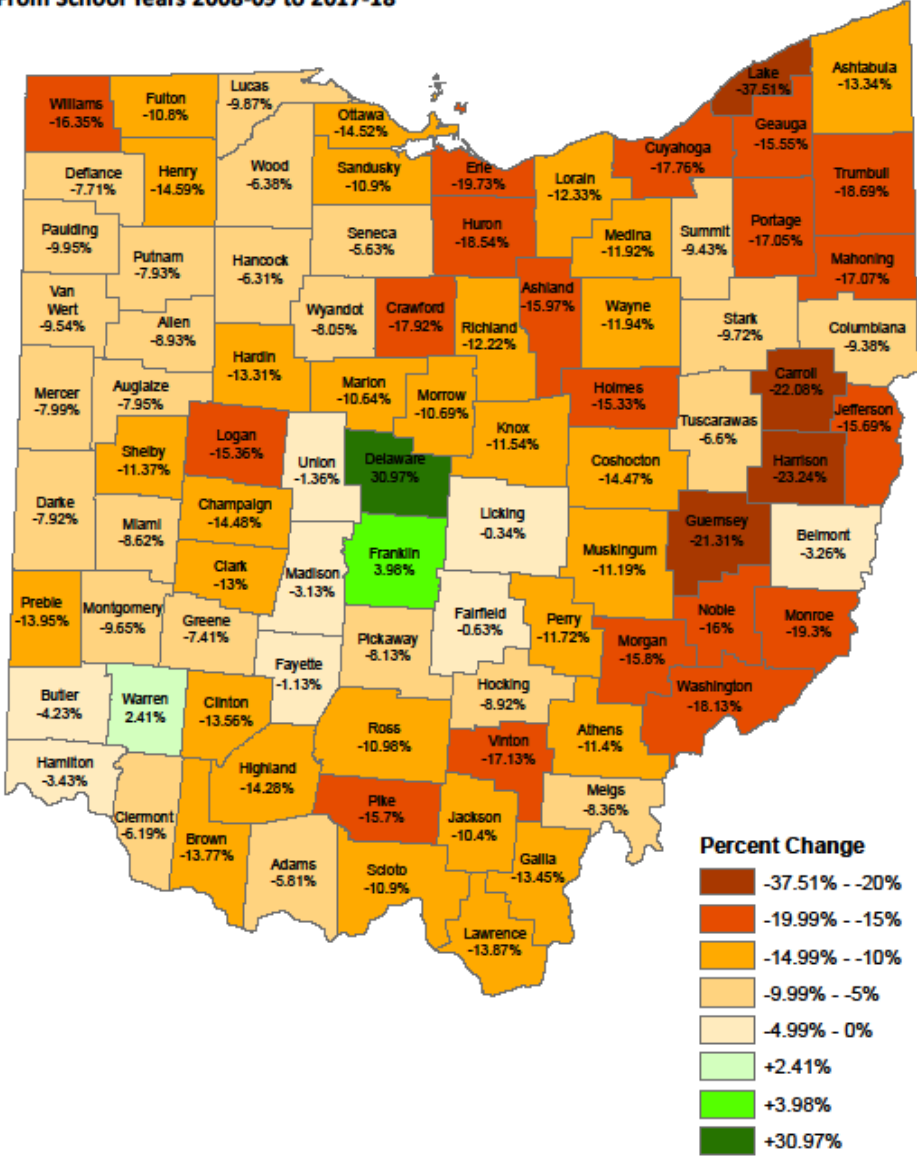 From School Years 2008-09 to 2017-18
Lake
-37.51%
Ashtabula
-13.34%
Williams
-16.35%
Fulton
-10.8%
Lucas
-9.87%
Ottawa
-14.52%
Geauga
-15.55%
Cuyahoga
-17.76%
Defiance
-7.71%
Henry
-14.59%
Wood
-6.38%
Sandusky
-10.9%
Erie
-19.73%
Lorain
-12.33%
Trumbull
-18.69%
Paulding
-9.95%
Putnam
-7.93%
Hancock
-6.31%
Seneca
-5.63%
Huron
-18.54%
Medina
-11.92%
Summit
-9.43%
Portage
-17.05%
Mahoning
-17.07%
Van
Wert
-9.54%
Allen
-8.93%
Wyandot
-8.05%
Crawford
-17.92%
Richland
-12.22%
Ashland
-15.97%
Wayne
-11.94%
Stark
-9.72%
Columbiana
-9.38%
Mercer
-7.99%
Auglaize
-7.95%
Hardin
-13.31%
Marion
-10.64%
Morrow
-10.69%
Holmes
-15.33%
Carroll
-22.08%
Jefferson
-15.69%
Shelby
-11.37%
Logan
-15.36%
Union
-1.36%
Delaware
30.97%
Knox
-11.54%
Coshocton
-14.47%
Tuscarawas
-6.6%
Harrison
-23.24%
Darke
-7.92%
Miami
-8.62%
Champaign
-14.48%
Licking
-0.34%
Guernsey
-21.31%
Belmont
-3.26%
Clark
-13%
Madison
-3.13%
Franklin
3.98%
Muskingum
-11.19%
Preble
-13.95%
Montgomery
-9.65%
Greene
-7.41%
Pickaway
-8.13%
Fairfield
-0.63%
Perry
-11.72%
Morgan
-15.8%
Noble
-16%
Monroe
-19.3%
Butler
-4.23%
Warren
2.41%
Clinton
-13.56%
Fayette
-1.13%
Hocking
-8.92%
Washington
-18.13%
Hamilton
-3.43%
Ross
-10.98%
Vinton
-17.13%
Athens
-11.4%
Clermont
-6.19%
Highland
-14.28%
Pike
-15.7%
Jackson
-10.4%
Meigs
-8.36%
Brown
-13.77%
Adams
-5.81%
Scioto
-10.9%
Gallia
-13.45%
Lawrence
-13.87%
Percent Change
-37.51% - -20%
-19.99% - -15%
-14.99% - -10%
-9.99% - -5%
-4.99% - 0%
+2.41%
+3.98%
+30.97%